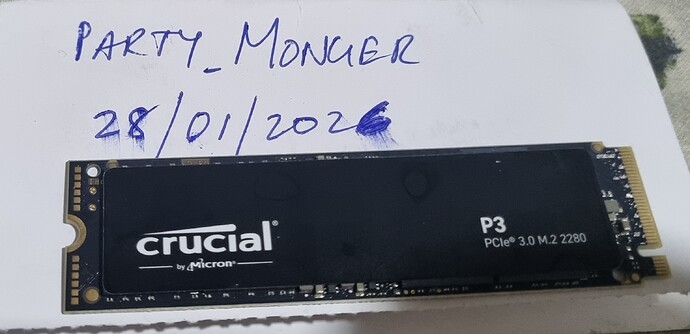 PARTY_MONGER
28/01/2026
crucial®
by Micron®
P3
PCIe® 3.0 M.2 2280